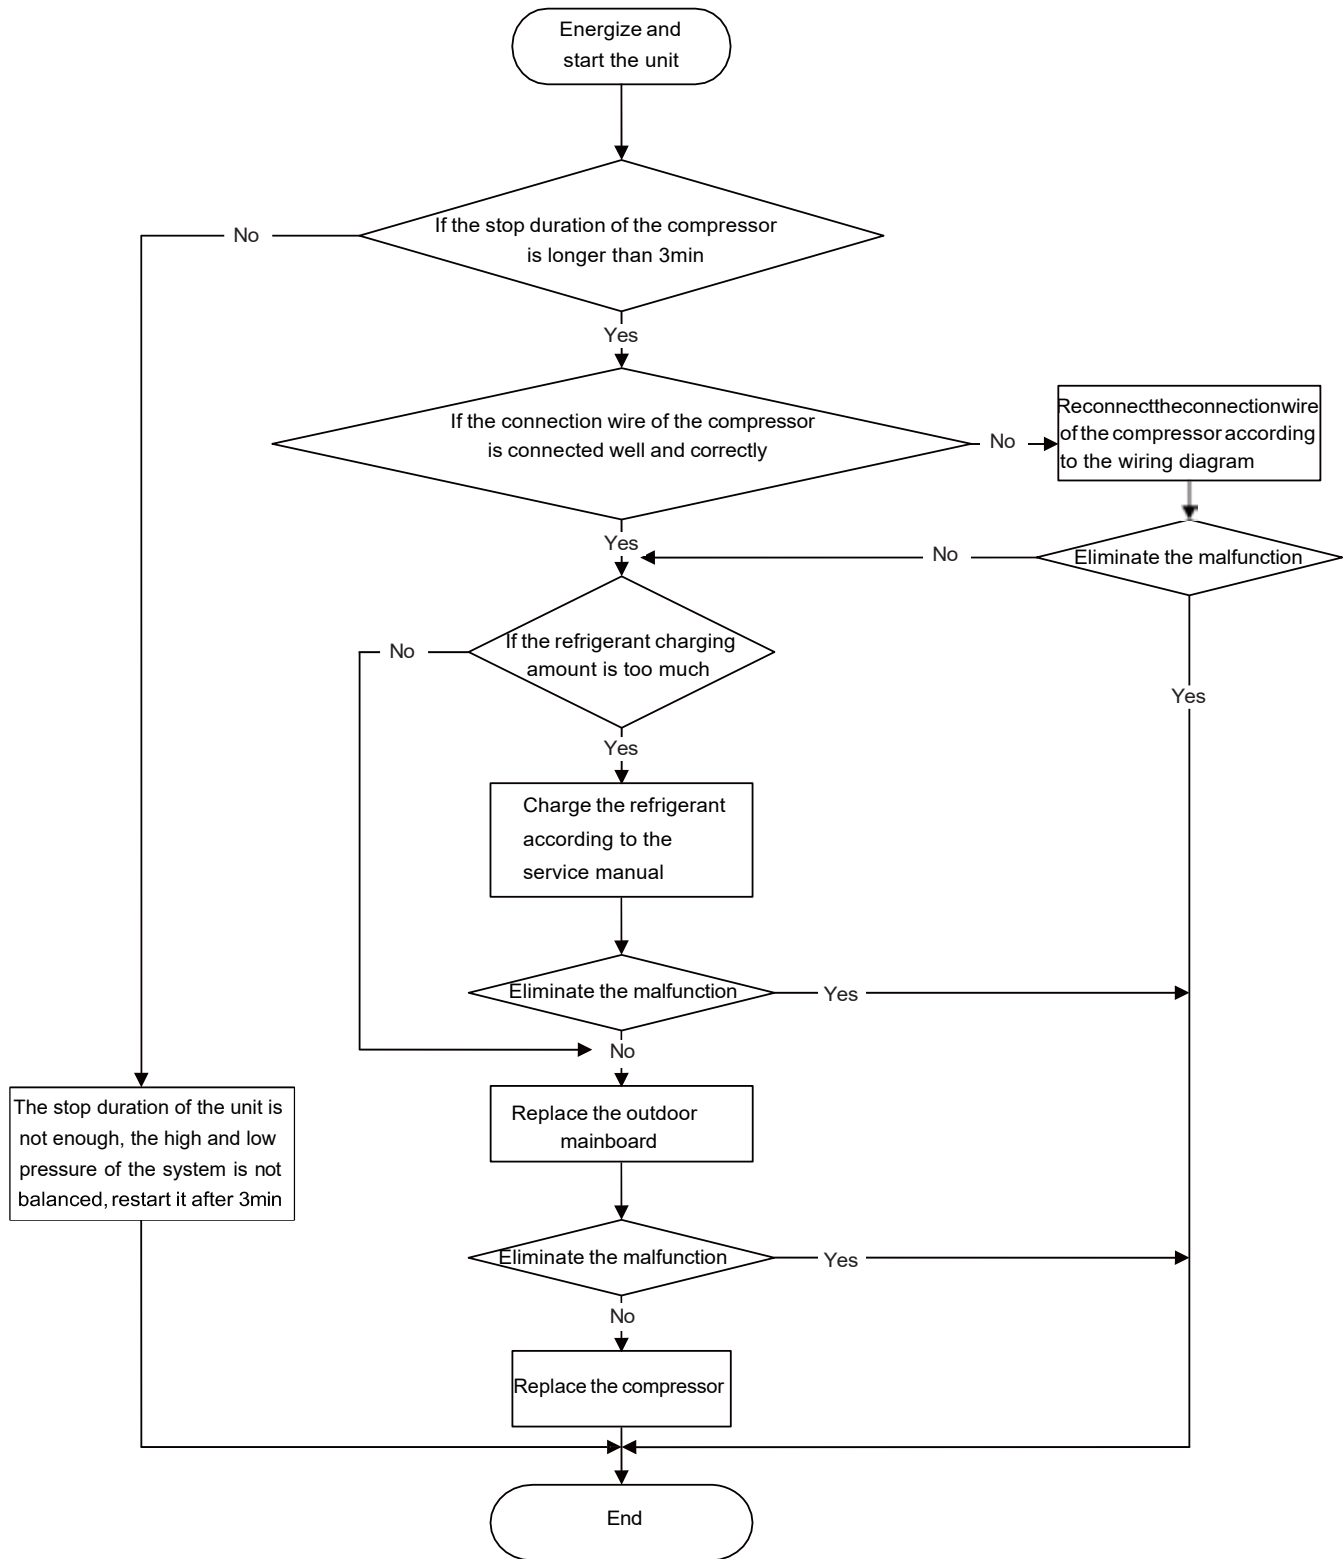 Energize and
start the unit
If the stop duration of the compressor
is longer than 3min
No
Yes
If the connection wire of the compressor
is connected well and correctly
No
Reconnecttheconnectionwire
of the compressor according
to the wiring diagram
Yes
No
Eliminate the malfunction
If the refrigerant charging
amount is too much
No
Yes
Yes
Charge the refrigerant
according to the
service manual
Eliminate the malfunction
Yes
No
The stop duration of the unit is
not enough, the high and low
pressure of the system is not
balanced, restart it after 3min
Replace the outdoor
mainboard
Eliminate the malfunction
Yes
No
Replace the compressor
End